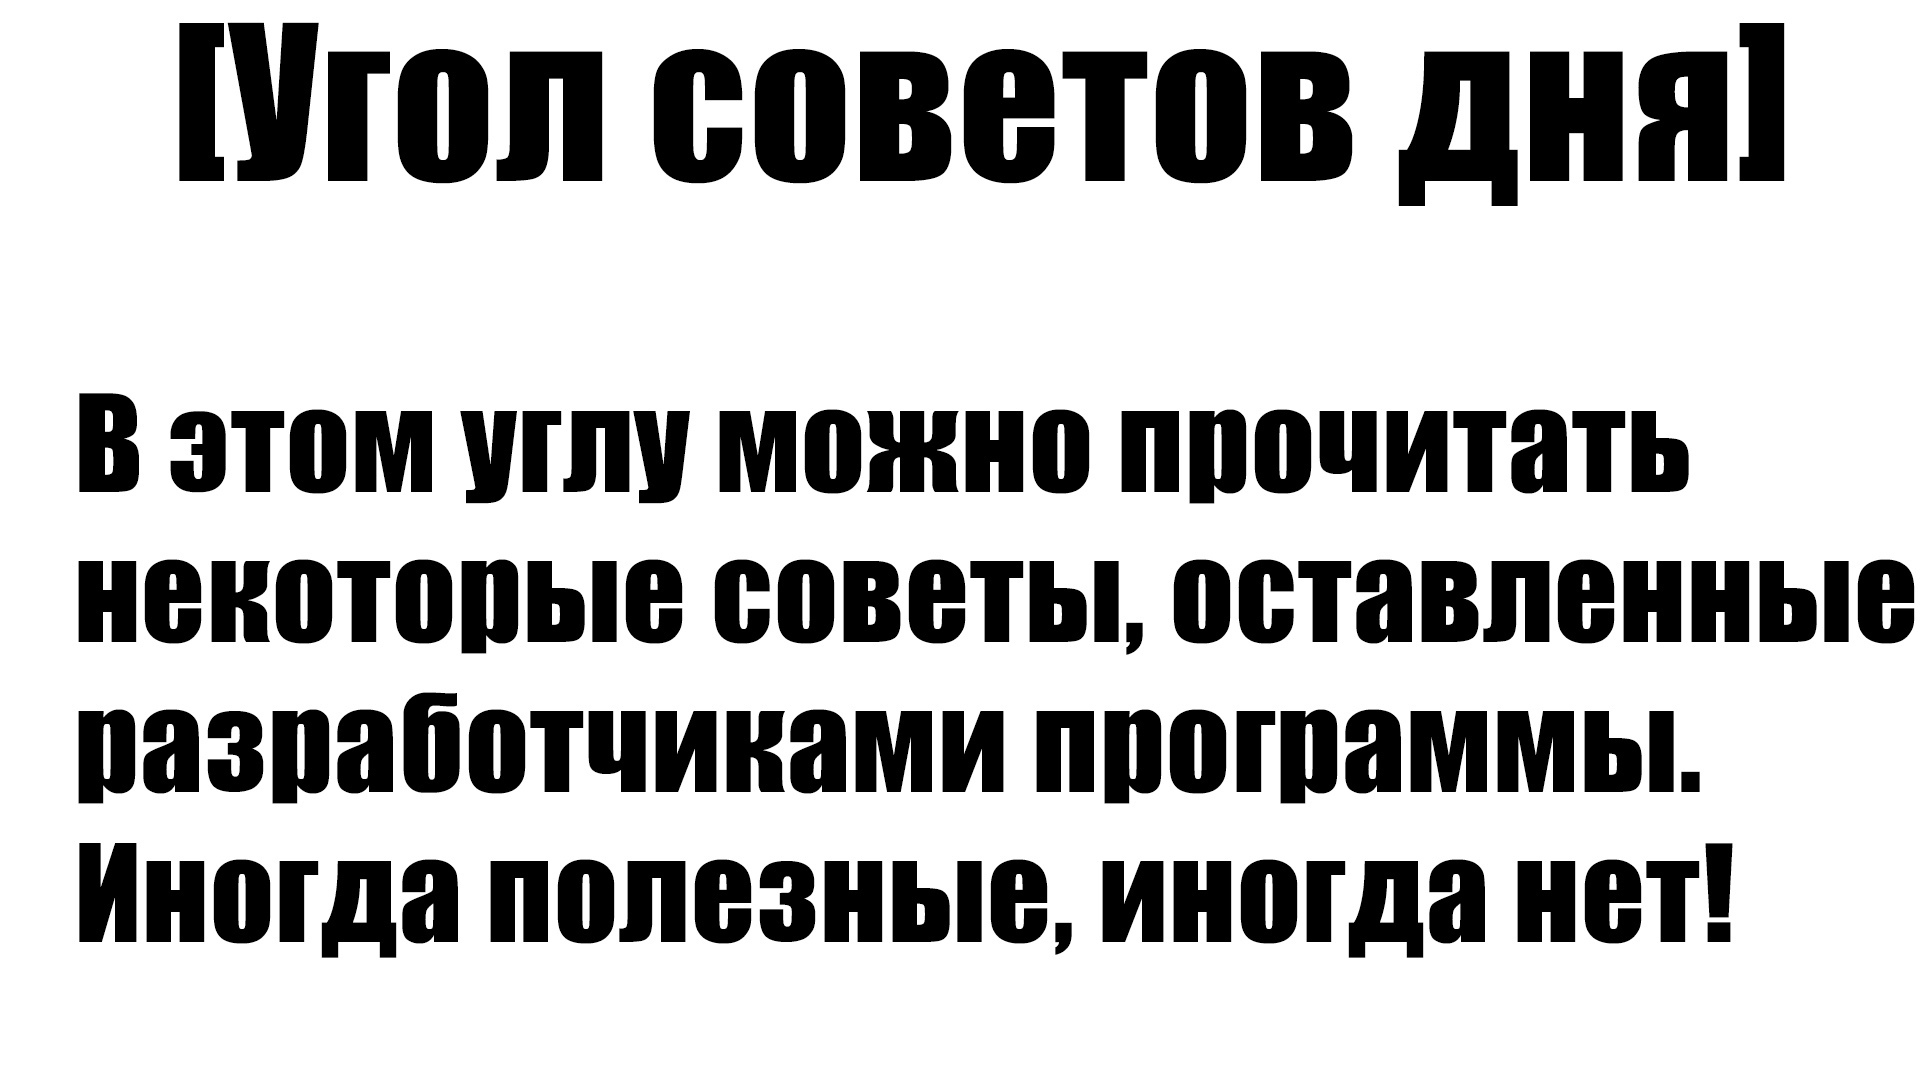 [Угол советов дня]
В этом углу можно прочитать
некоторые советы, оставленные
разработчиками программы.
Иногда полезные, иногда нет!